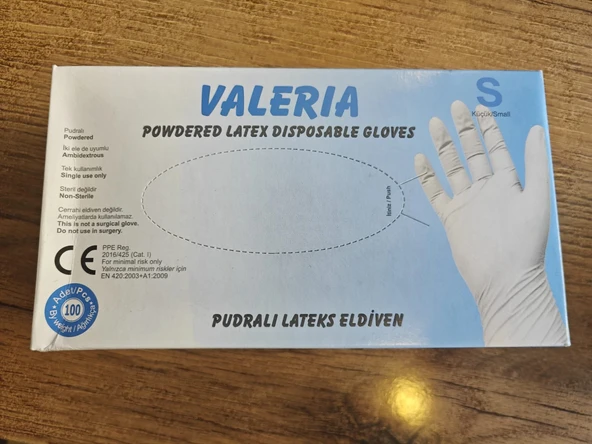 VALERIA
POWDERED LATEX DISPOSABLE GLOVES
S
Küçük/Small
Pudralı
Powdered
İki ele de uyumlu
Ambidextrous
Tek kullanımlık
Single use only
Steril değildir
Non-Sterile
Cerrahi eldiven değildir.
Ameliyatlarda kullanılamaz.
This is not a surgical glove.
Do not use in surgery.
CE
PPE Reg.
2016/425 (Cat. I)
For minimal risk only
Yalnızca minimum riskler için
EN 420:2003+A1:2009
Adet/Pcs
100
By weight / Ağırlıkça
İtiniz / Push
PUDRALI LATEKS ELDİVEN